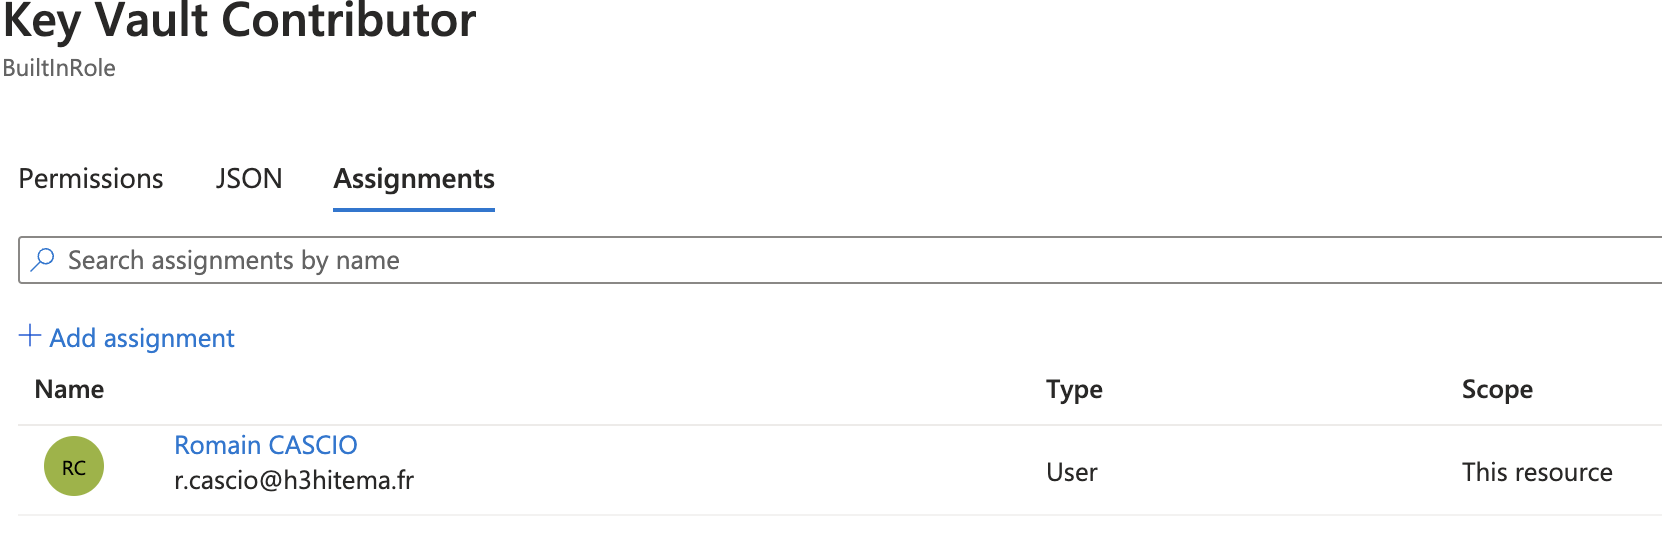 Key Vault Contributor
BuiltInRole
Permissions JSON Assignments
Search assignments by name
+ Add assignment
Name Type Scope
RC Romain CASCIO
r.cascio@h3hitema.fr User This resource